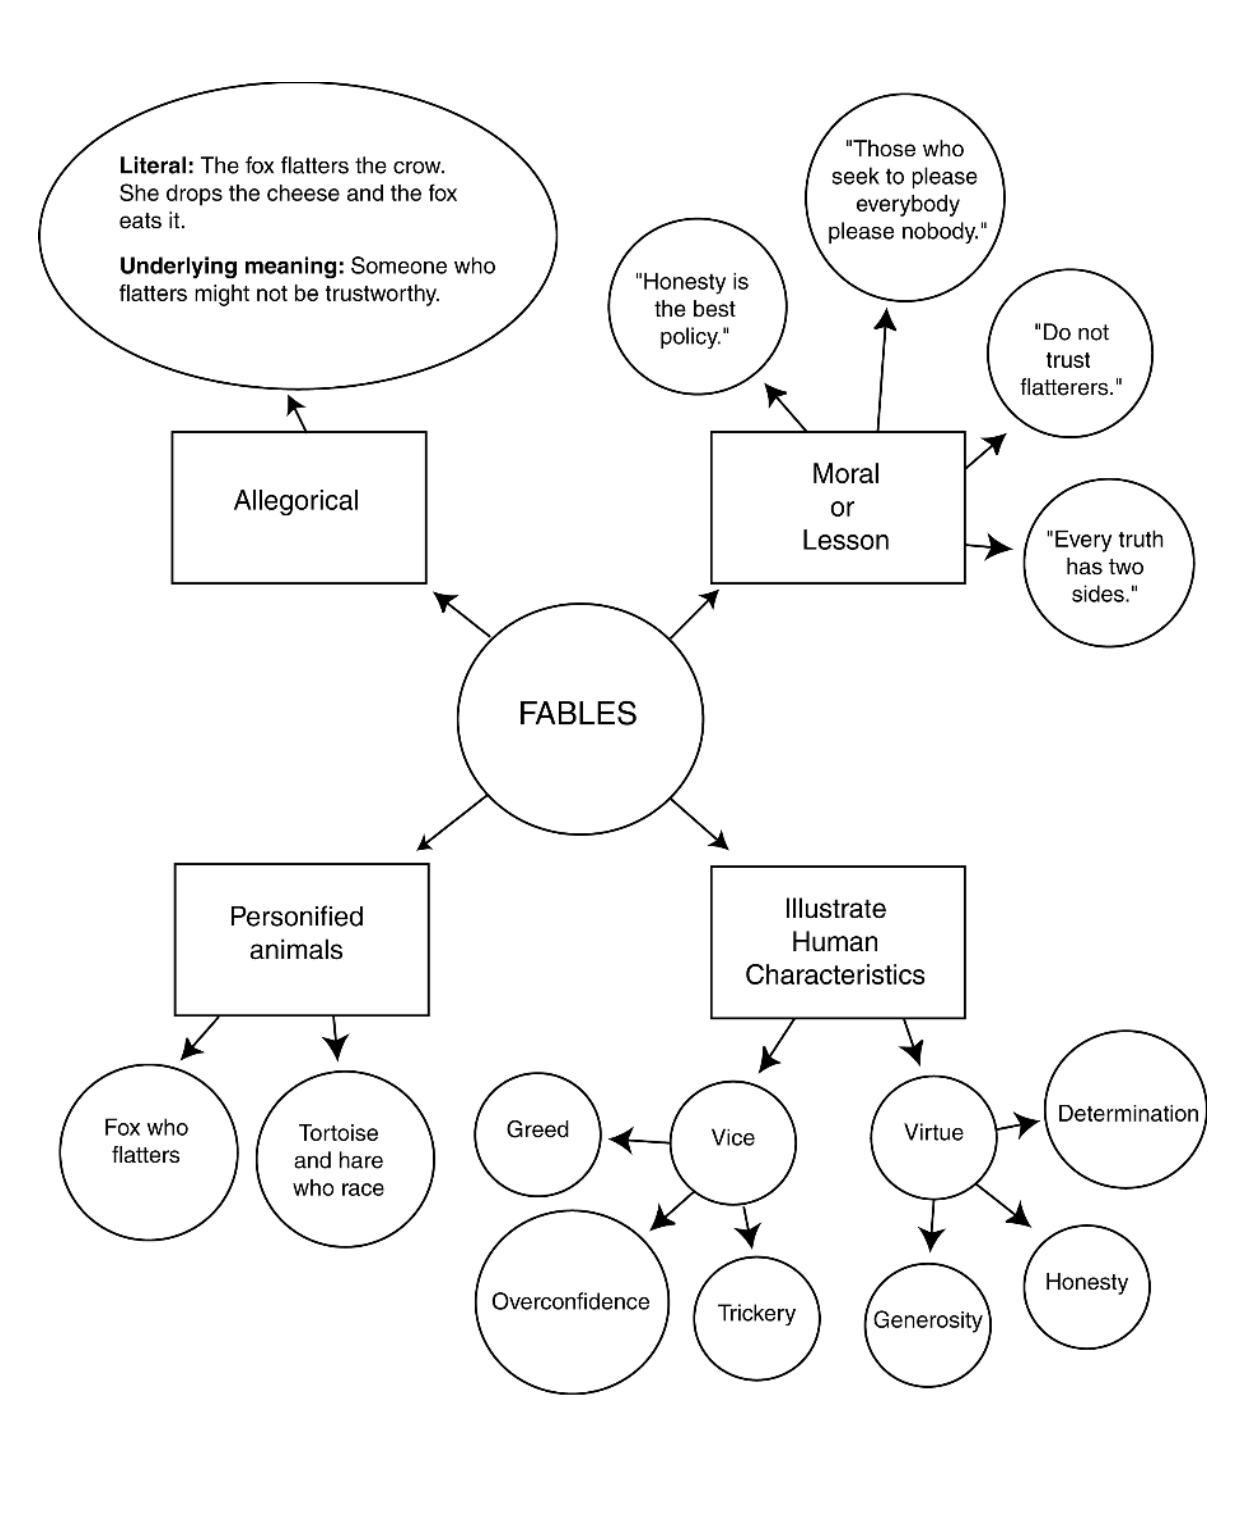 Literal: The fox flatters the crow.
She drops the cheese and the fox
eats it.
Underlying meaning: Someone who
flatters might not be trustworthy.
"Those who
seek to please
everybody
please nobody."
"Honesty is
the best
policy."
"Do not
trust
flatterers."
Allegorical
Moral
or
Lesson
"Every truth
has two
sides."
FABLES
Personified
animals
Illustrate
Human
Characteristics
Fox who
flatters
Tortoise
and hare
who race
Greed
Vice
Virtue
Determination
Overconfidence
Trickery
Generosity
Honesty